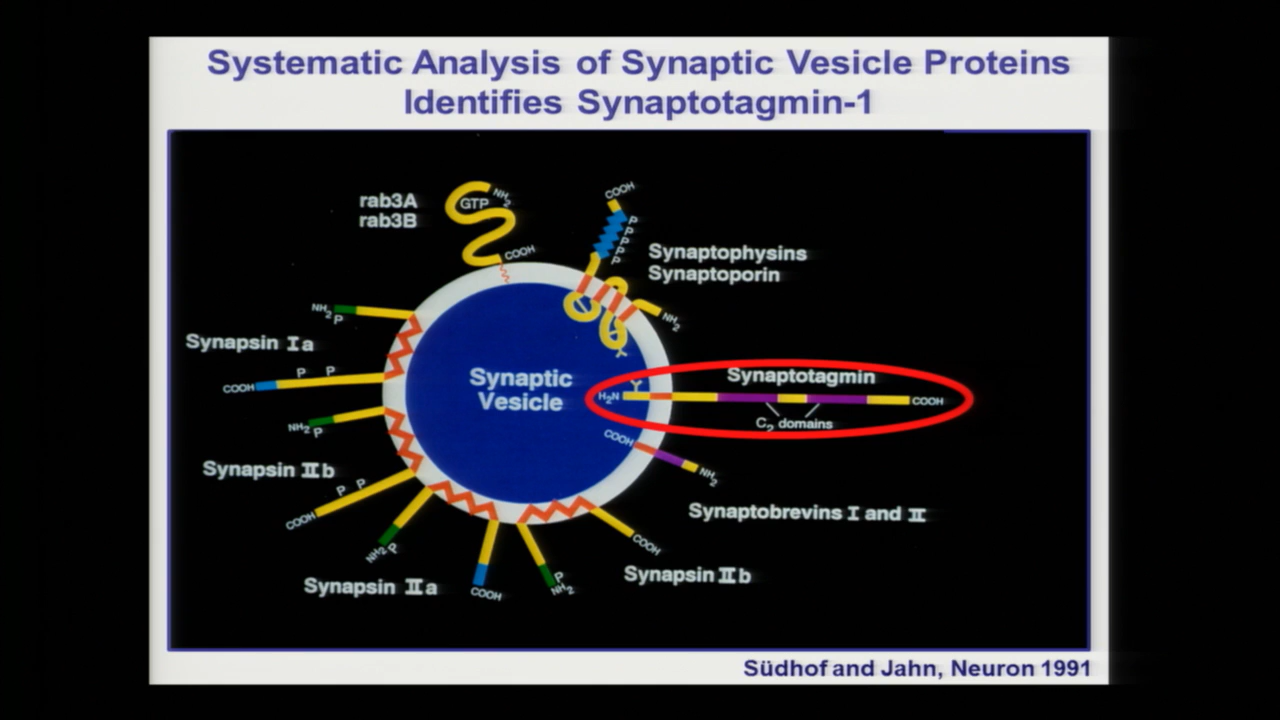 Systematic Analysis of Synaptic Vesicle Proteins
Identifies Synaptotagmin-1
rab3A
rab3B
GTP
NH2
COOH
COOH
P
P
P
P
P
Synaptophysins
Synaptoporin
NH2
NH2
P
Synapsin Ia
COOH
P P
NH2
P
Synapsin IIb
P P
COOH
NH2
P
Synapsin IIa
COOH
P
NH2
COOH
Synapsin IIb
Synaptic
Vesicle
Y
Y
H2N
Synaptotagmin
COOH
C2 domains
COOH
NH2
Synaptobrevins I and II
Südhof and Jahn, Neuron 1991